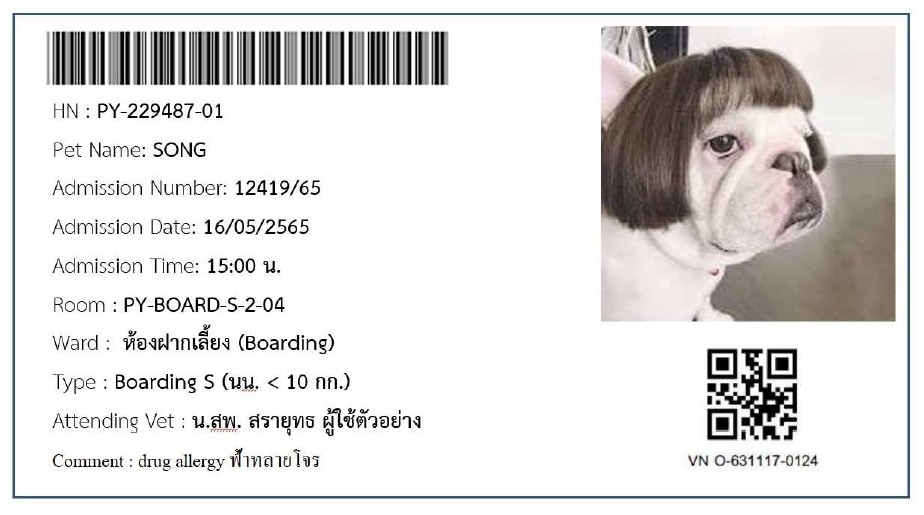 HN : PY-229487-01
Pet Name: SONG
Admission Number: 12419/65
Admission Date: 16/05/2565
Admission Time: 15:00 น.
Room : PY-BOARD-S-2-04
Ward : ห้องฝากเลี้ยง (Boarding)
Type : Boarding S (นน. < 10 กก.)
Attending Vet : น.สพ. สรายุทธ ผู้ใช้ตัวอย่าง
Comment : drug allergy ฟ้าทลายโจร
VN O-631117-0124